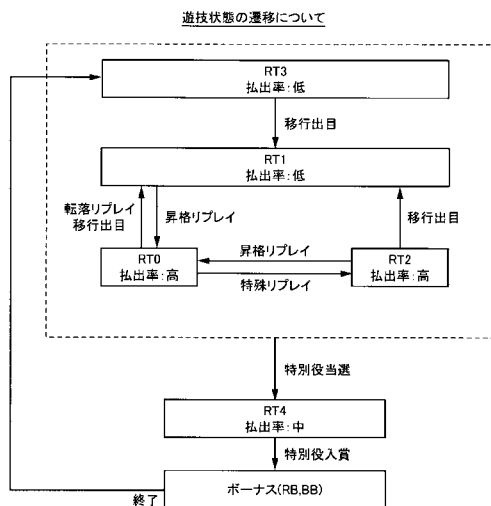 遊技状態の遷移について
RT3
払出率:低
移行出目
RT1
払出率:低
転落リプレイ
移行出目
昇格リプレイ
移行出目
RT0
払出率:高
昇格リプレイ
特殊リプレイ
RT2
払出率:高
特別役当選
RT4
払出率:中
特別役入賞
ボーナス(RB,BB)
終了